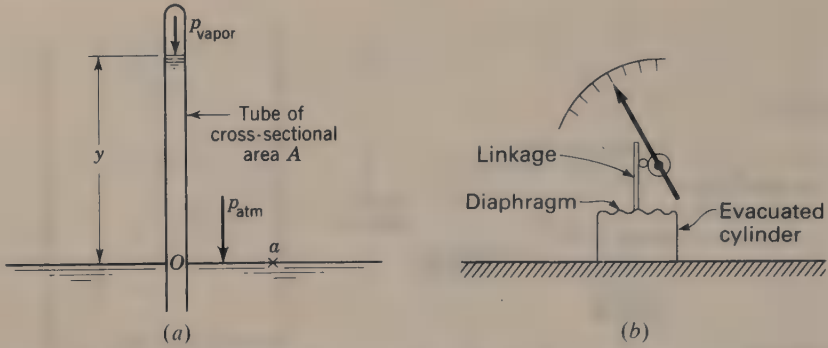 p_vapor
y
Tube of
cross-sectional
area A
p_atm
O
a
(a)
Linkage
Diaphragm
Evacuated
cylinder
(b)